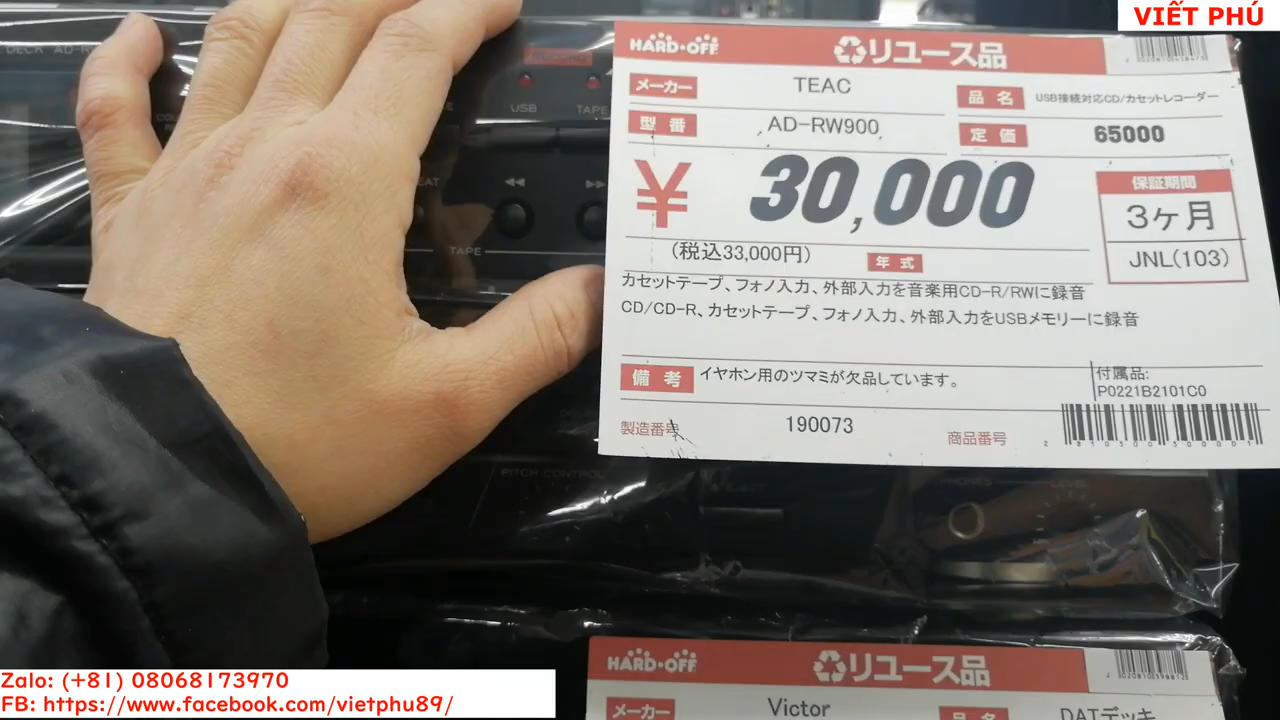 VIẾT PHÚ
DECK AD-R
USB
TAPE
TAPE
PITCH CONTROL
PHONES
LEVEL
HARD・OFF
リユース品
メーカー
TEAC
品名
USB接続対応CD/カセットレコーダー
型番
AD-RW900
定価
65000
¥
30,000
(税込33,000円)
年式
保証期間
3ヶ月
JNL(103)
カセットテープ、フォノ入力、外部入力を音楽用CD-R/RWに録音
CD/CD-R、カセットテープ、フォノ入力、外部入力をUSBメモリーに録音
備考
イヤホン用のツマミが欠品しています。
付属品:
P0221B2101C0
製造番号
190073
商品番号
HARD・OFF
リユース品
メーカー
Victor
品名
DATデッキ
Zalo: (+81) 08068173970
FB: https://www.facebook.com/vietphu89/